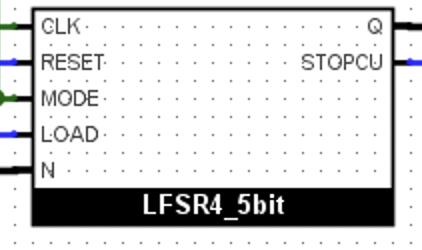 CLK Q
RESET STOPCU
MODE
LOAD
N
LFSR4_5bit